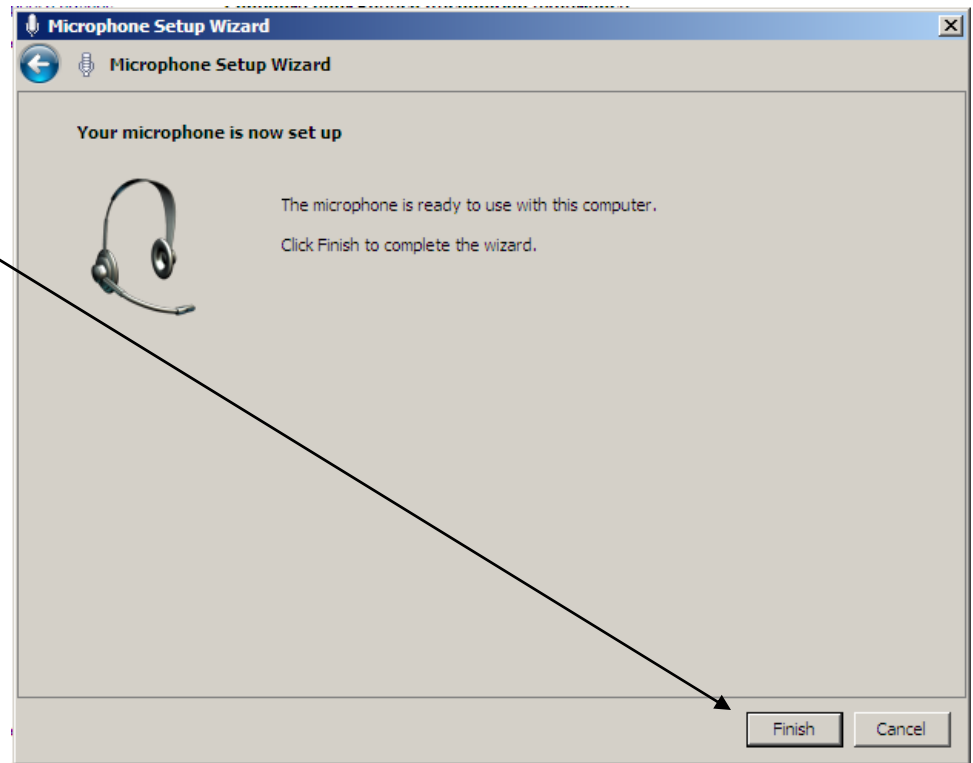 Microphone Setup Wizard
Microphone Setup Wizard
Your microphone is now set up
The microphone is ready to use with this computer.
Click Finish to complete the wizard.
Finish
Cancel